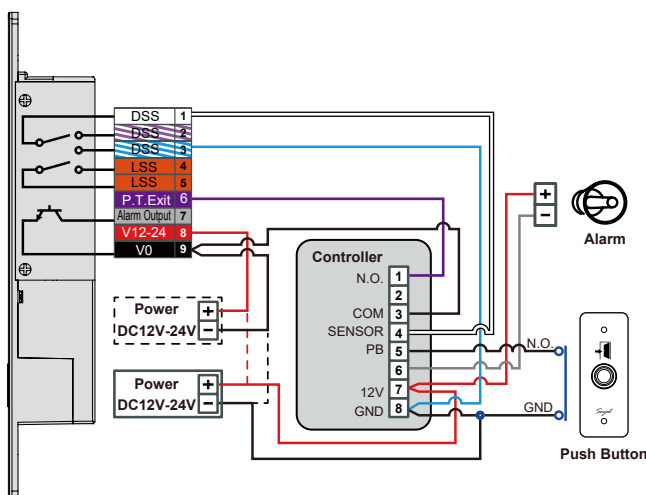 DSS 1
DSS 2
DSS 3
LSS 4
LSS 5
P.T.Exit 6
Alarm Output 7
V12-24 8
V0 9
Power
DC12V-24V
+
−
Power
DC12V-24V
+
−
Controller
N.O. 1
2
COM 3
SENSOR 4
PB 5
6
12V 7
GND 8
+
−
Alarm
N.O.
GND
Soyal
Push Button